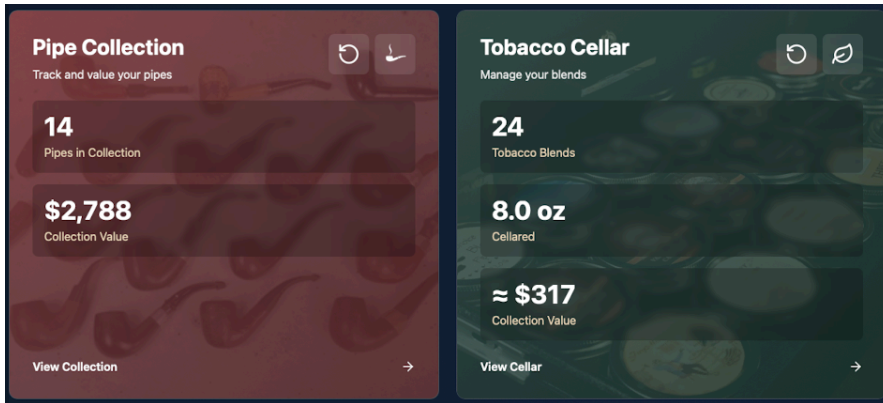 Pipe Collection
Track and value your pipes
14
Pipes in Collection
$2,788
Collection Value
View Collection
Tobacco Cellar
Manage your blends
24
Tobacco Blends
8.0 oz
Cellared
≈ $317
Collection Value
View Cellar